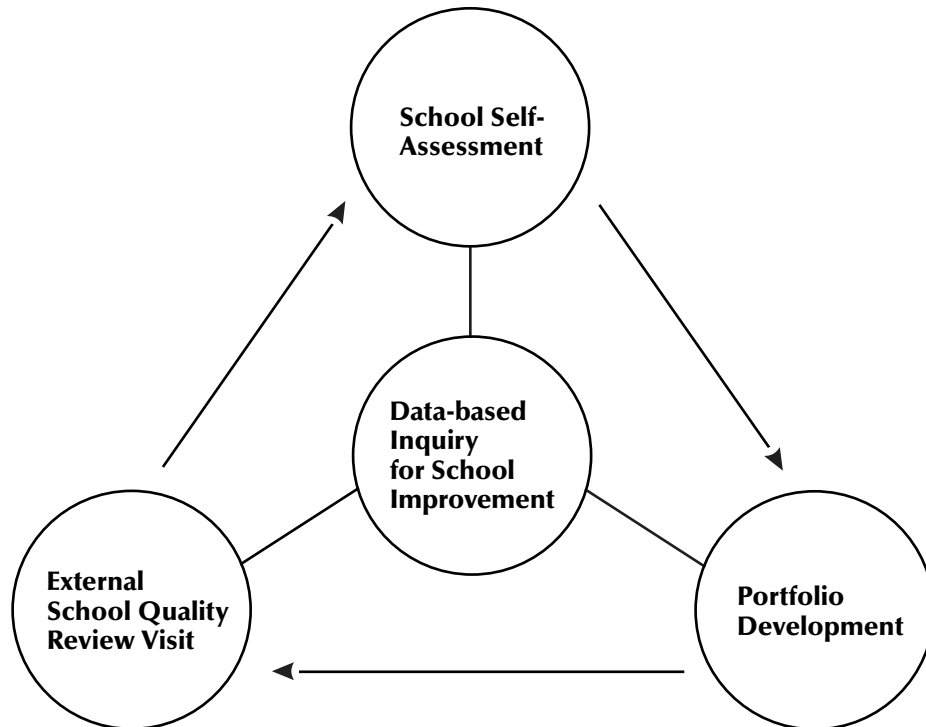 School Self-
Assessment
Data-based
Inquiry
for School
Improvement
External
School Quality
Review Visit
Portfolio
Development